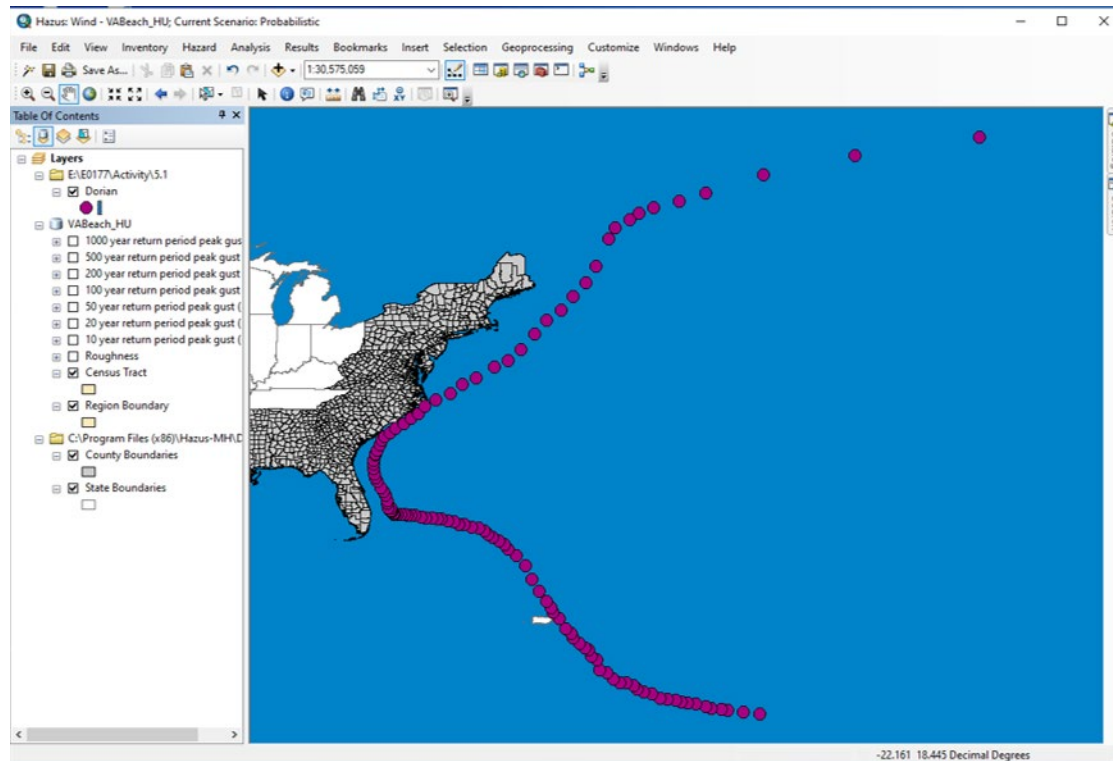 Hazus: Wind - VABeach_HU; Current Scenario: Probabilistic
File Edit View Inventory Hazard Analysis Results Bookmarks Insert Selection Geoprocessing Customize Windows Help
Save As... 1:30,575,059
Table Of Contents
Layers
E:\E0177\Activity\5.1
Dorian
VABeach_HU
1000 year return period peak gus
500 year return period peak gust
200 year return period peak gust
100 year return period peak gust
50 year return period peak gust (
20 year return period peak gust (
10 year return period peak gust (
Roughness
Census Tract
Region Boundary
C:\Program Files (x86)\Hazus-MH\D
County Boundaries
State Boundaries
-22.161 18.445 Decimal Degrees